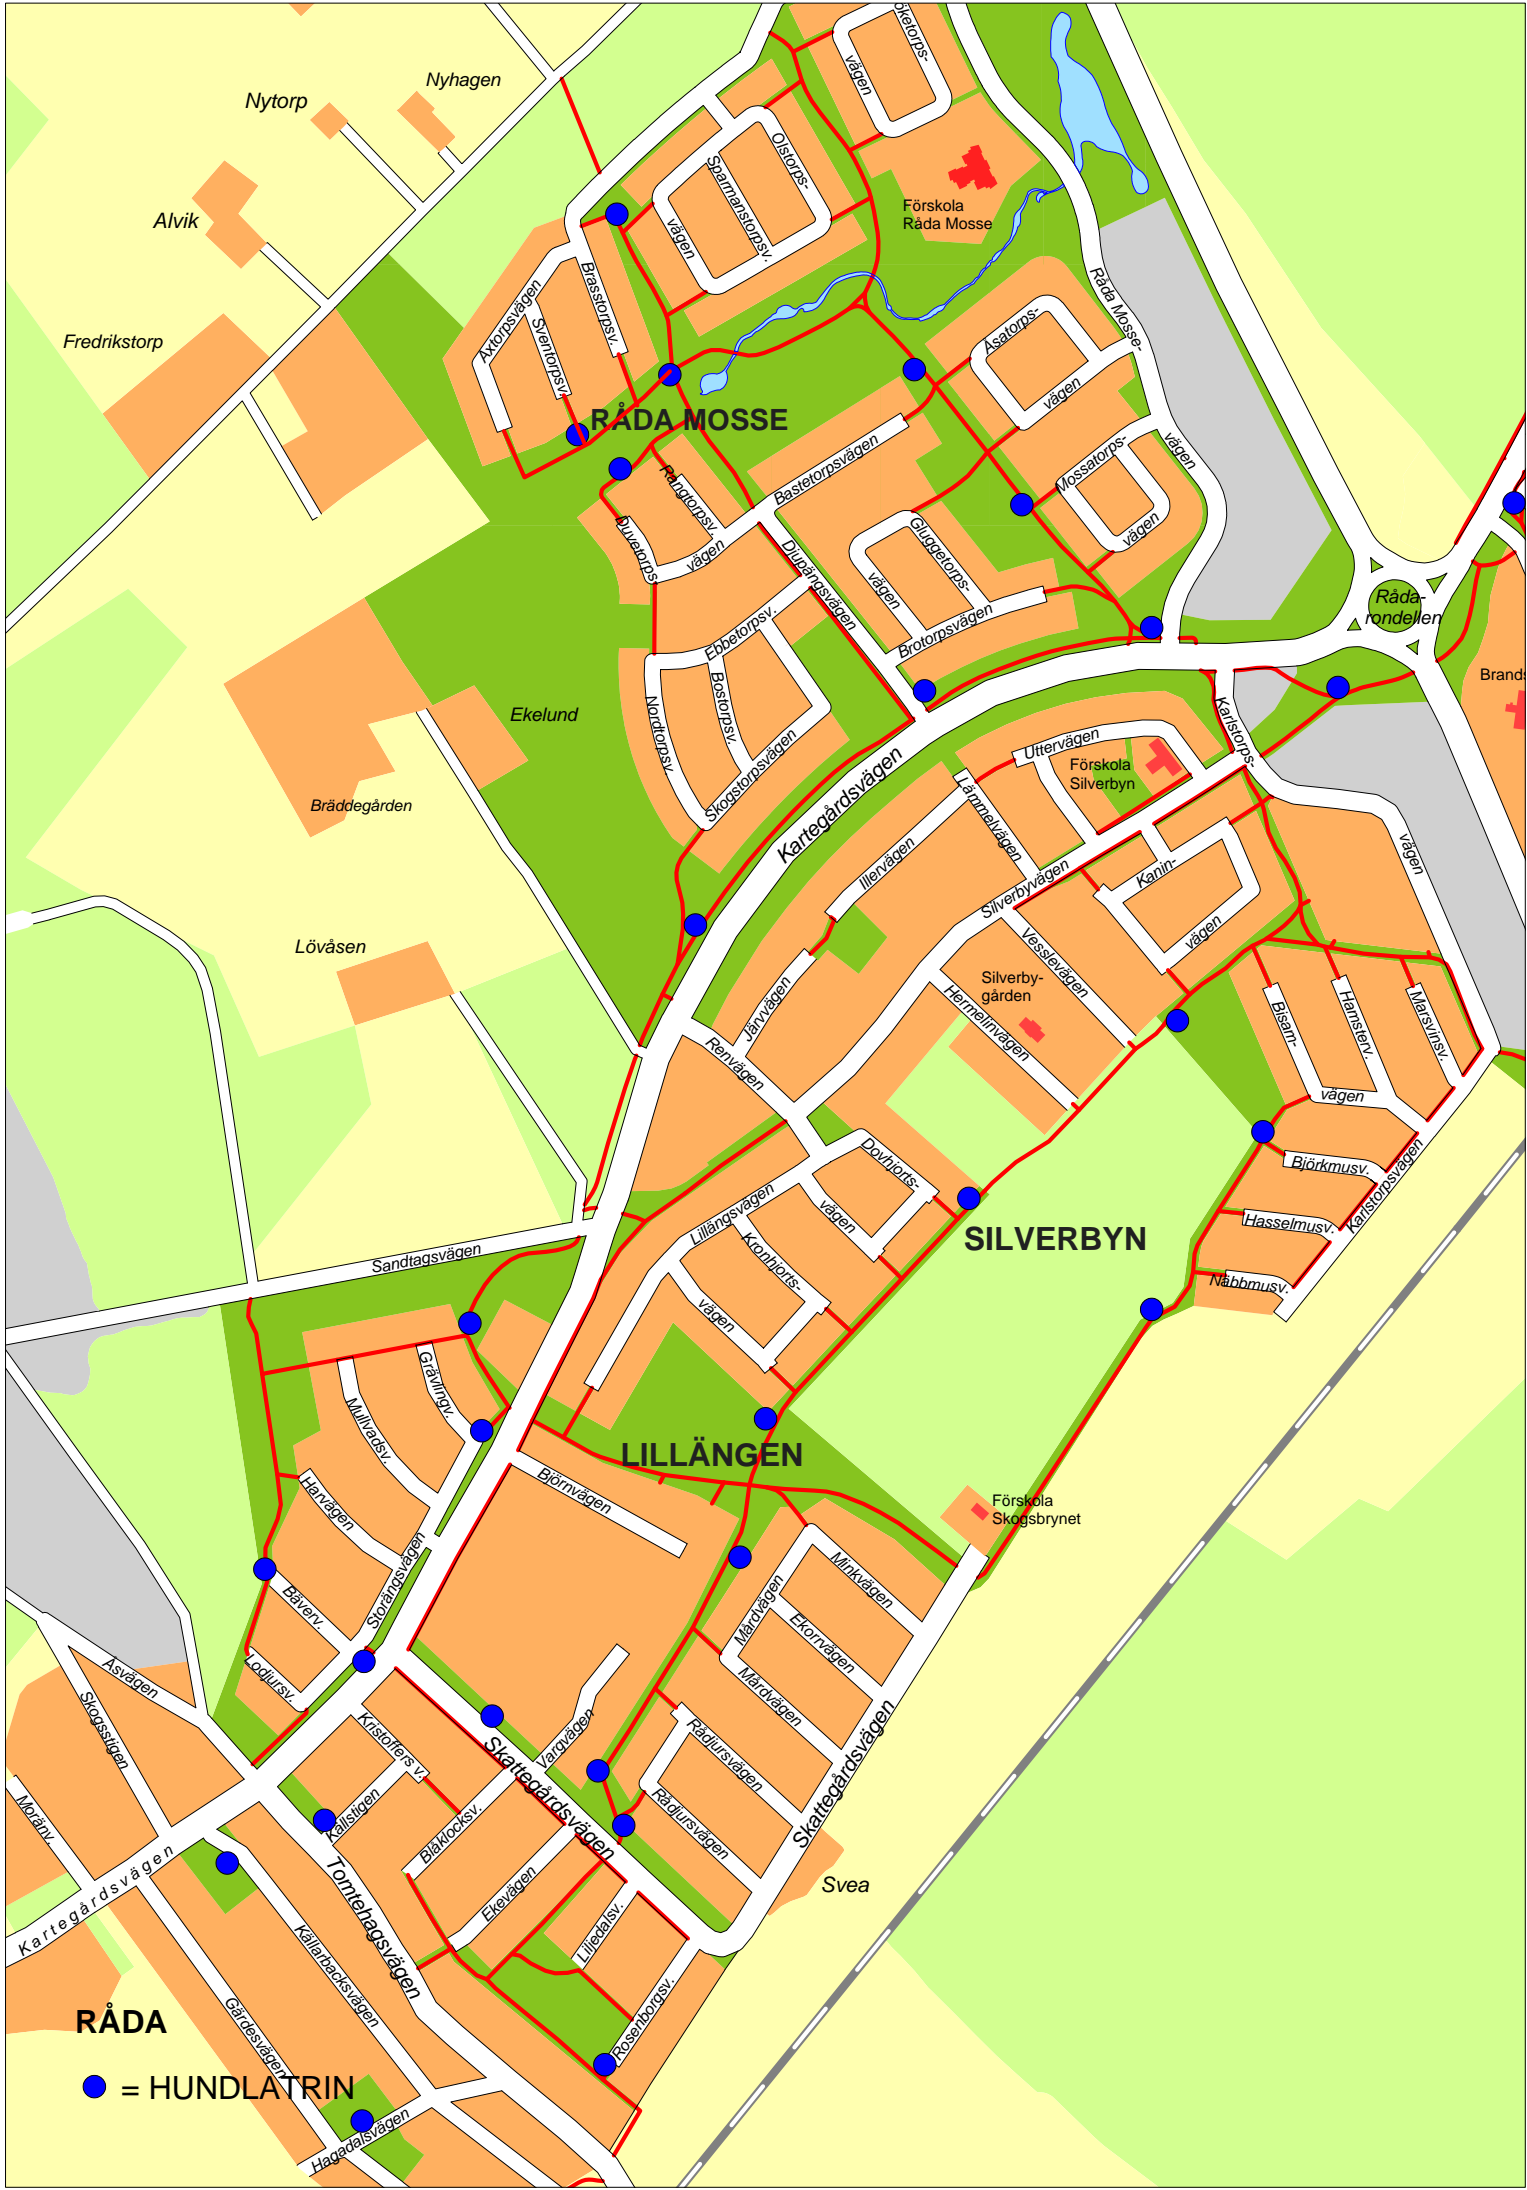 öketorps-
vägen
Nyhagen
Nytorp
Olstorps-
Sparmanstorpsv.
vägen
Förskola
Råda Mosse
Alvik
Brasstorpsv.
Axtorpsvägen
Sventorpsv.
Råda Mosse-
vägen
Fredrikstorp
Åsatorps-
vägen
RÅDA MOSSE
Bastetorpsvägen
Mossatorps-
vägen
Rangtorpsv.
Duvetorps
vägen
Djupängsvägen
Gluggetorps-
vägen
Råda-
rondellen
Ebbetorpsv.
Brotorpsvägen
Brands
Ekelund
Nordtorpsv.
Bostorpsv.
Skogstorpsvägen
Karlstorps-
vägen
Uttervägen
Förskola
Silverbyn
Bräddegården
Kartegårdsvägen
Lämmelvägen
Illervägen
Silverbyvägen
Kanin-
vägen
Lövåsen
Vesslevägen
Silverby-
gården
Hermelinvägen
Järvvägen
Renvägen
Bisam-
vägen
Hamsterv.
Marsvinsv.
Björkmusv.
Hasselmusv.
Näbbmusv.
Karlstorpsvägen
Dovhjorts-
vägen
Lillängsvägen
Kronhjorts-
vägen
SILVERBYN
Sandtagsvägen
Grävlingv.
Mullvadsv.
LILLÄNGEN
Björnvägen
Harvägen
Förskola
Skogsbrynet
Storängsvägen
Bäverv.
Minkvägen
Mårdvägen
Ekorrvägen
Mårdvägen
Lodjursv.
Åsvägen
Skogsstigen
Kristoffers v.
Vargvägen
Skattegårdsvägen
Rådjursvägen
Rådjursvägen
Skattegårdsvägen
Moränv.
Källstigen
Blåklocksv.
Svea
Kartegårdsvägen
Tomtehagsvägen
Ekevägen
Liljedalsv.
Källarbacksvägen
Rosenborgsv.
Gärdesvägen
RÅDA
= HUNDLATRIN
Hagadalsvägen